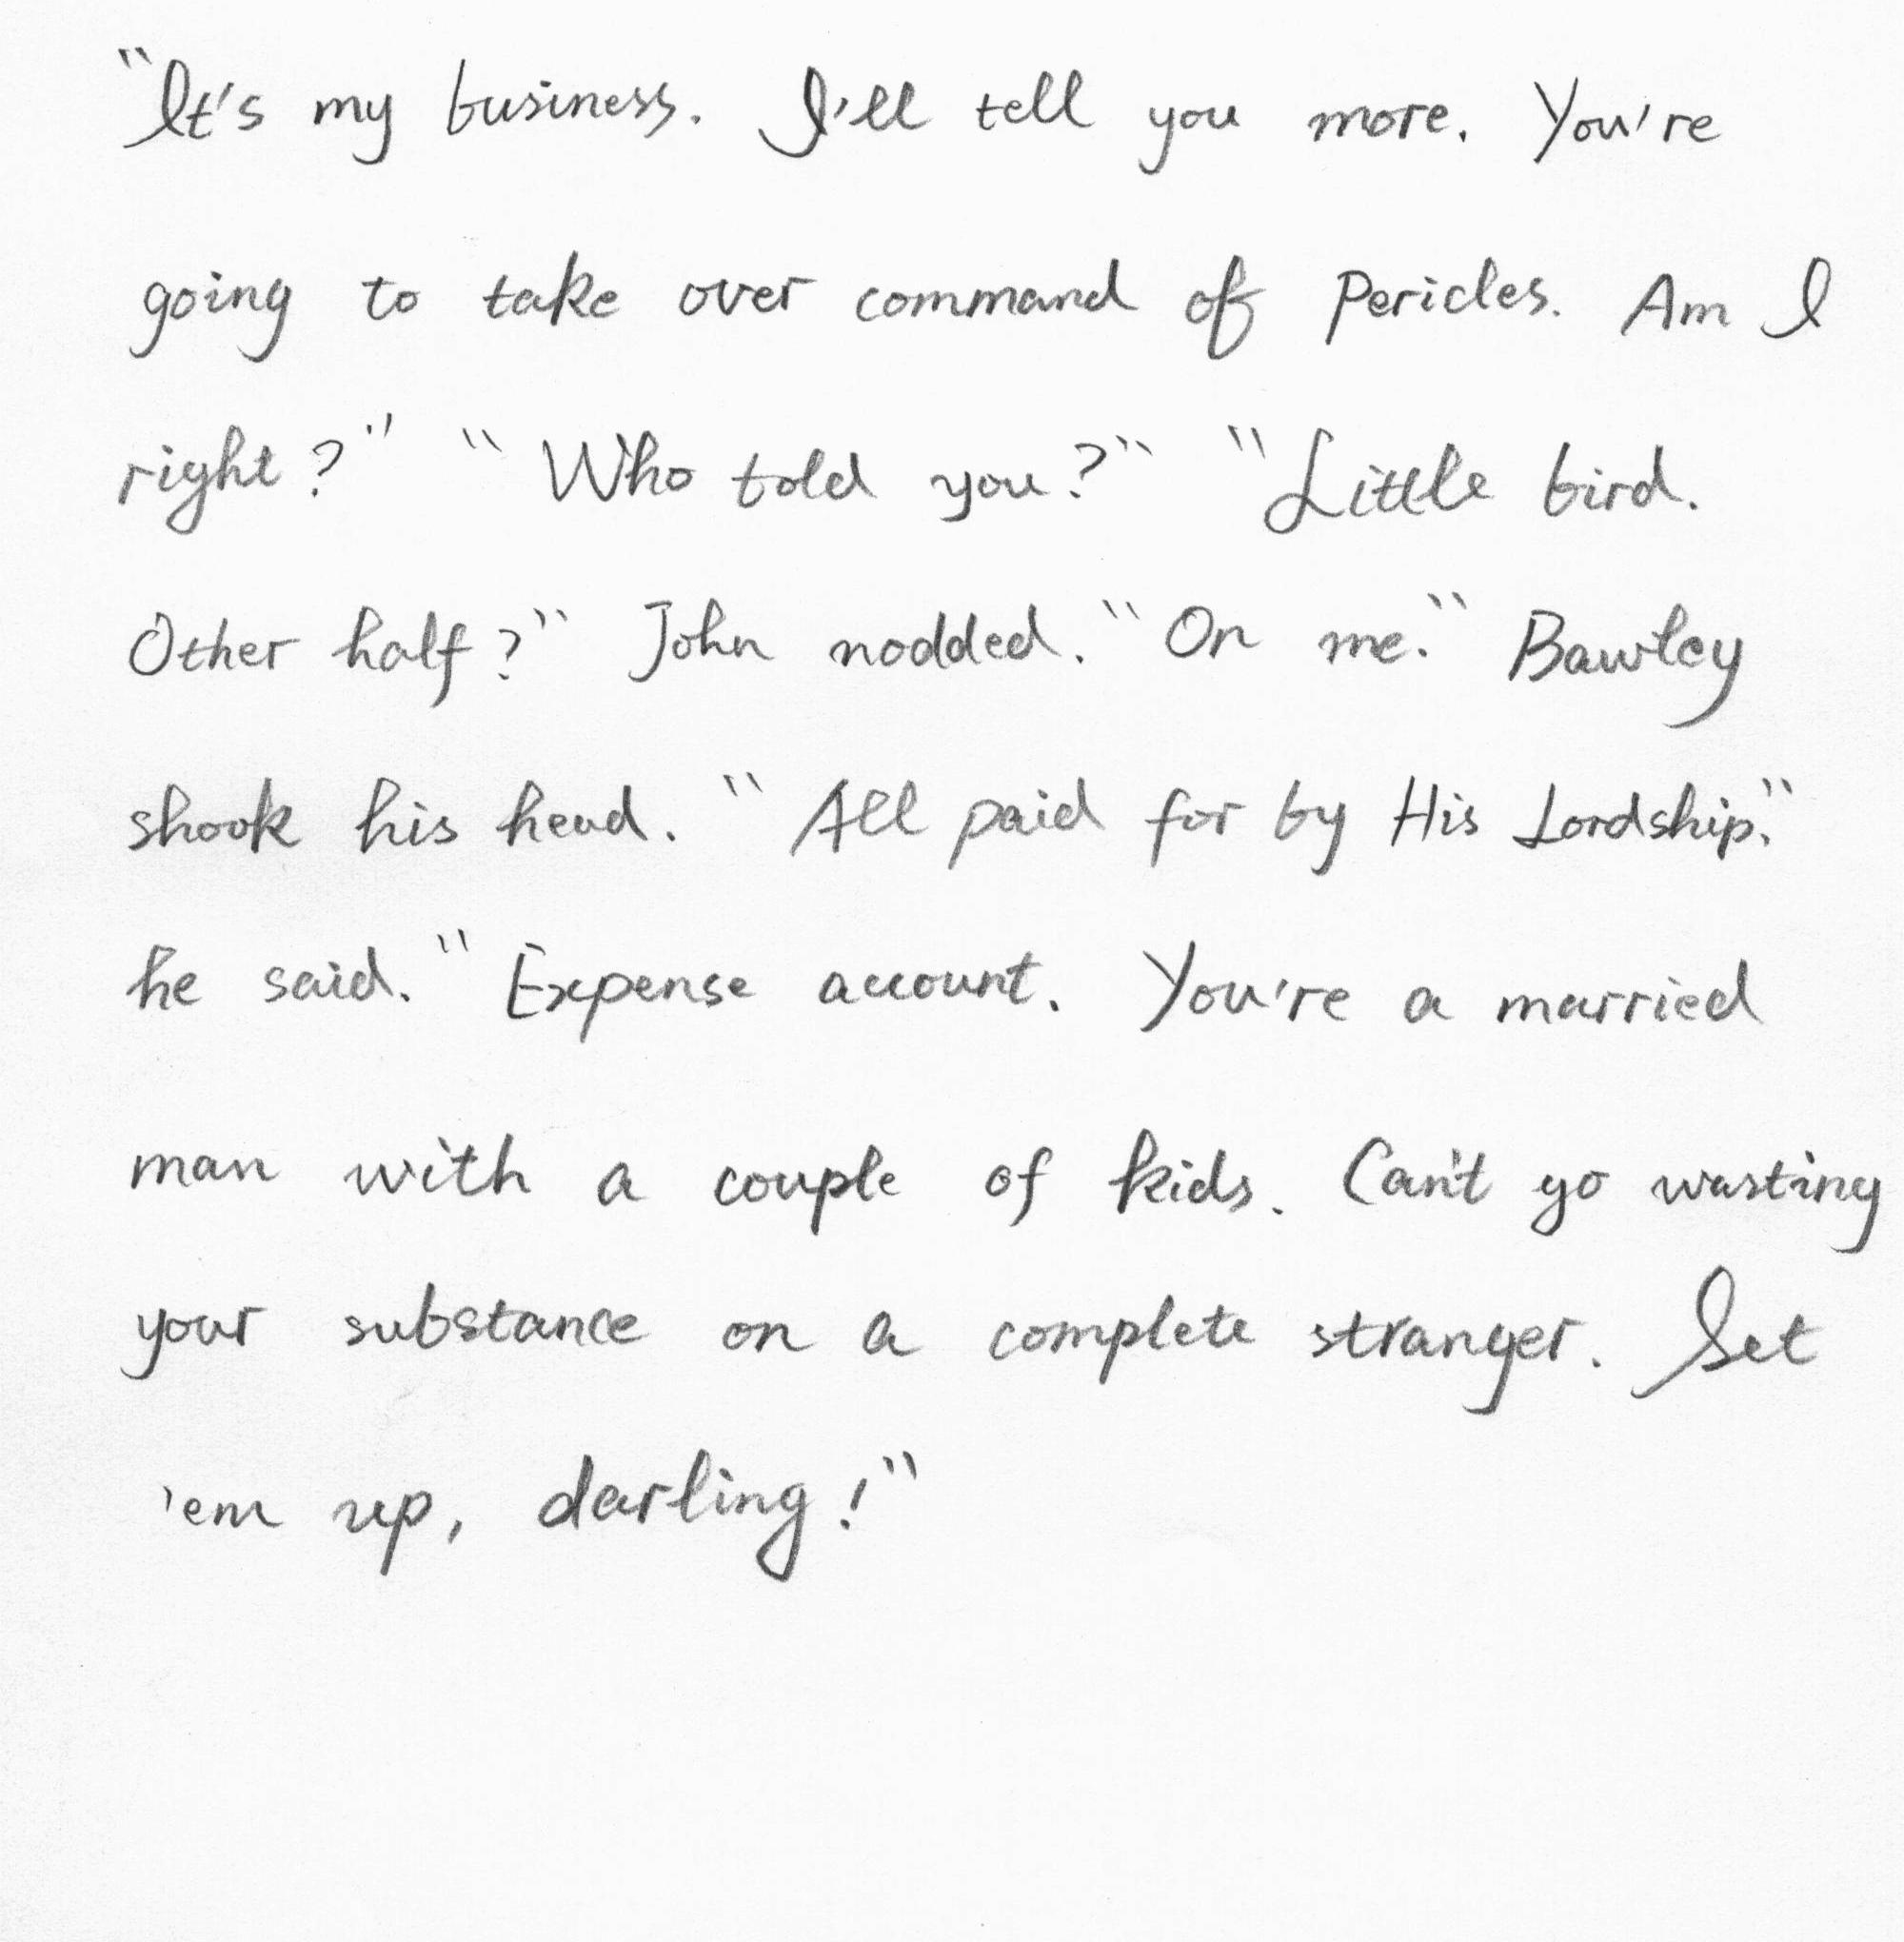 "It's my business. I'll tell you more. You're
going to take over command of Pericles. Am I
right?" "Who told you?" "Little bird.
Other half?" John nodded. "On me." Bawley
shook his head. "All paid for by His Lordship."
he said. "Expense account. You're a married
man with a couple of kids. Can't go wasting
your substance on a complete stranger. Set
'em up, darling!"